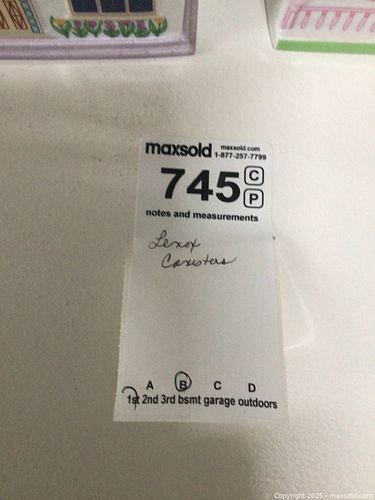 maxsold maxsold.com
1-877-257-7799
745 C
P
notes and measurements
Lenox
Canisters
A B C D
1st 2nd 3rd bsmt garage outdoors
Copyright 2025 - maxsold.com